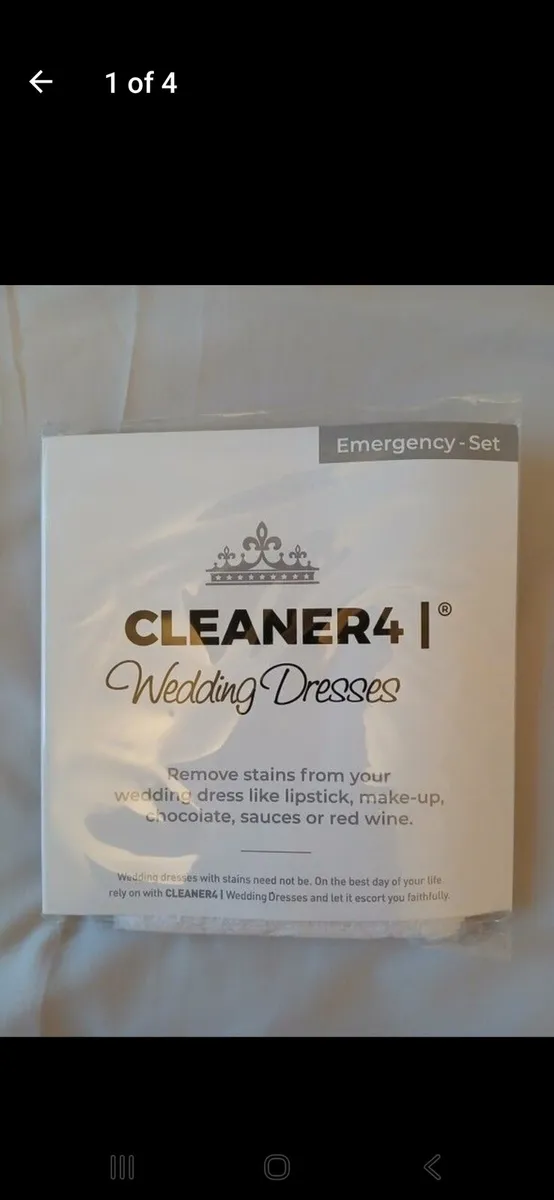 1 of 4
Emergency-Set
CLEANER4 |®
Wedding Dresses
Remove stains from your
wedding dress like lipstick, make-up,
chocolate, sauces or red wine.
Wedding dresses with stains need not be. On the best day of your life
rely on with CLEANER4 | Wedding Dresses and let it escort you faithfully.